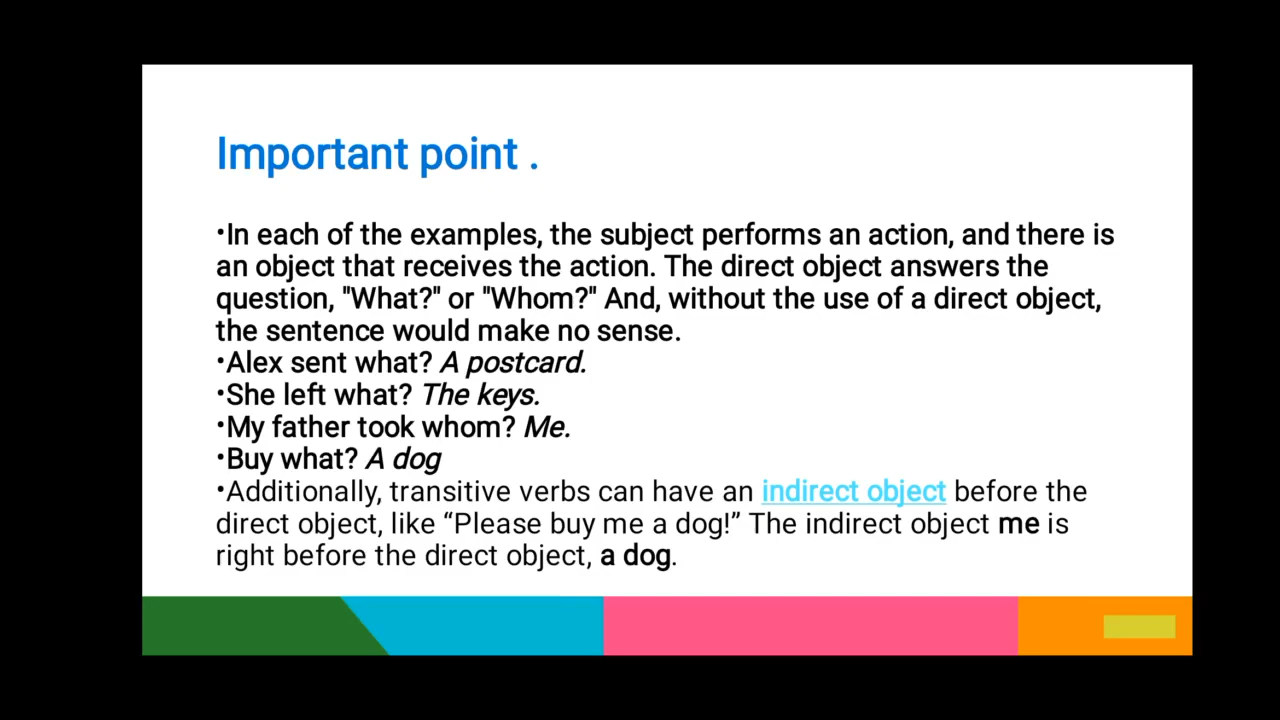 Important point .
•In each of the examples, the subject performs an action, and there is
an object that receives the action. The direct object answers the
question, "What?" or "Whom?" And, without the use of a direct object,
the sentence would make no sense.
•Alex sent what? A postcard.
•She left what? The keys.
•My father took whom? Me.
•Buy what? A dog
•Additionally, transitive verbs can have an indirect object before the
direct object, like “Please buy me a dog!” The indirect object me is
right before the direct object, a dog.